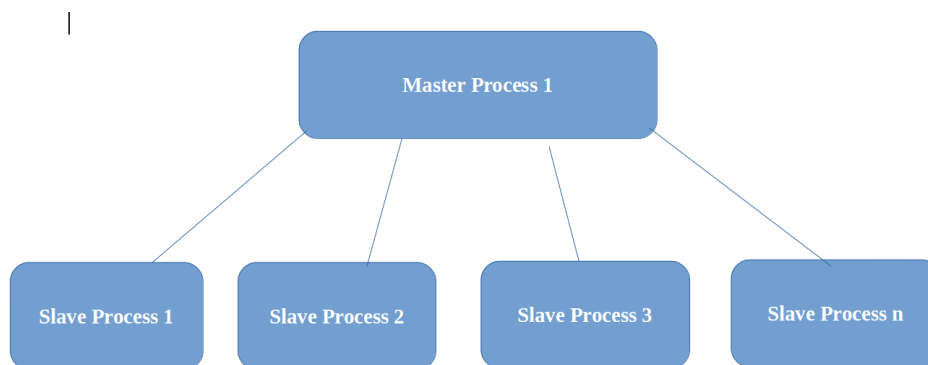 Master Process 1
Slave Process 1
Slave Process 2
Slave Process 3
Slave Process n